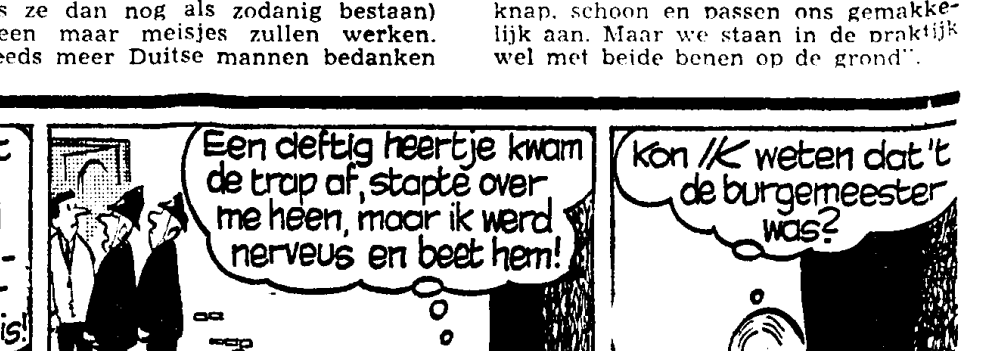 s ze dan nog als zodanig bestaan)
een maar meisjes zullen werken.
eeds meer Duitse mannen bedanken
knap, schoon en passen ons gemakke-
lijk aan. Maar we staan in de praktijk
wel met beide benen op de grond".
is!
Een deftig heertje kwam
de trap af, stapte over
me heen, maar ik werd
nerveus en beet hem!
Kon IK weten dat 't
de burgemeester
was?